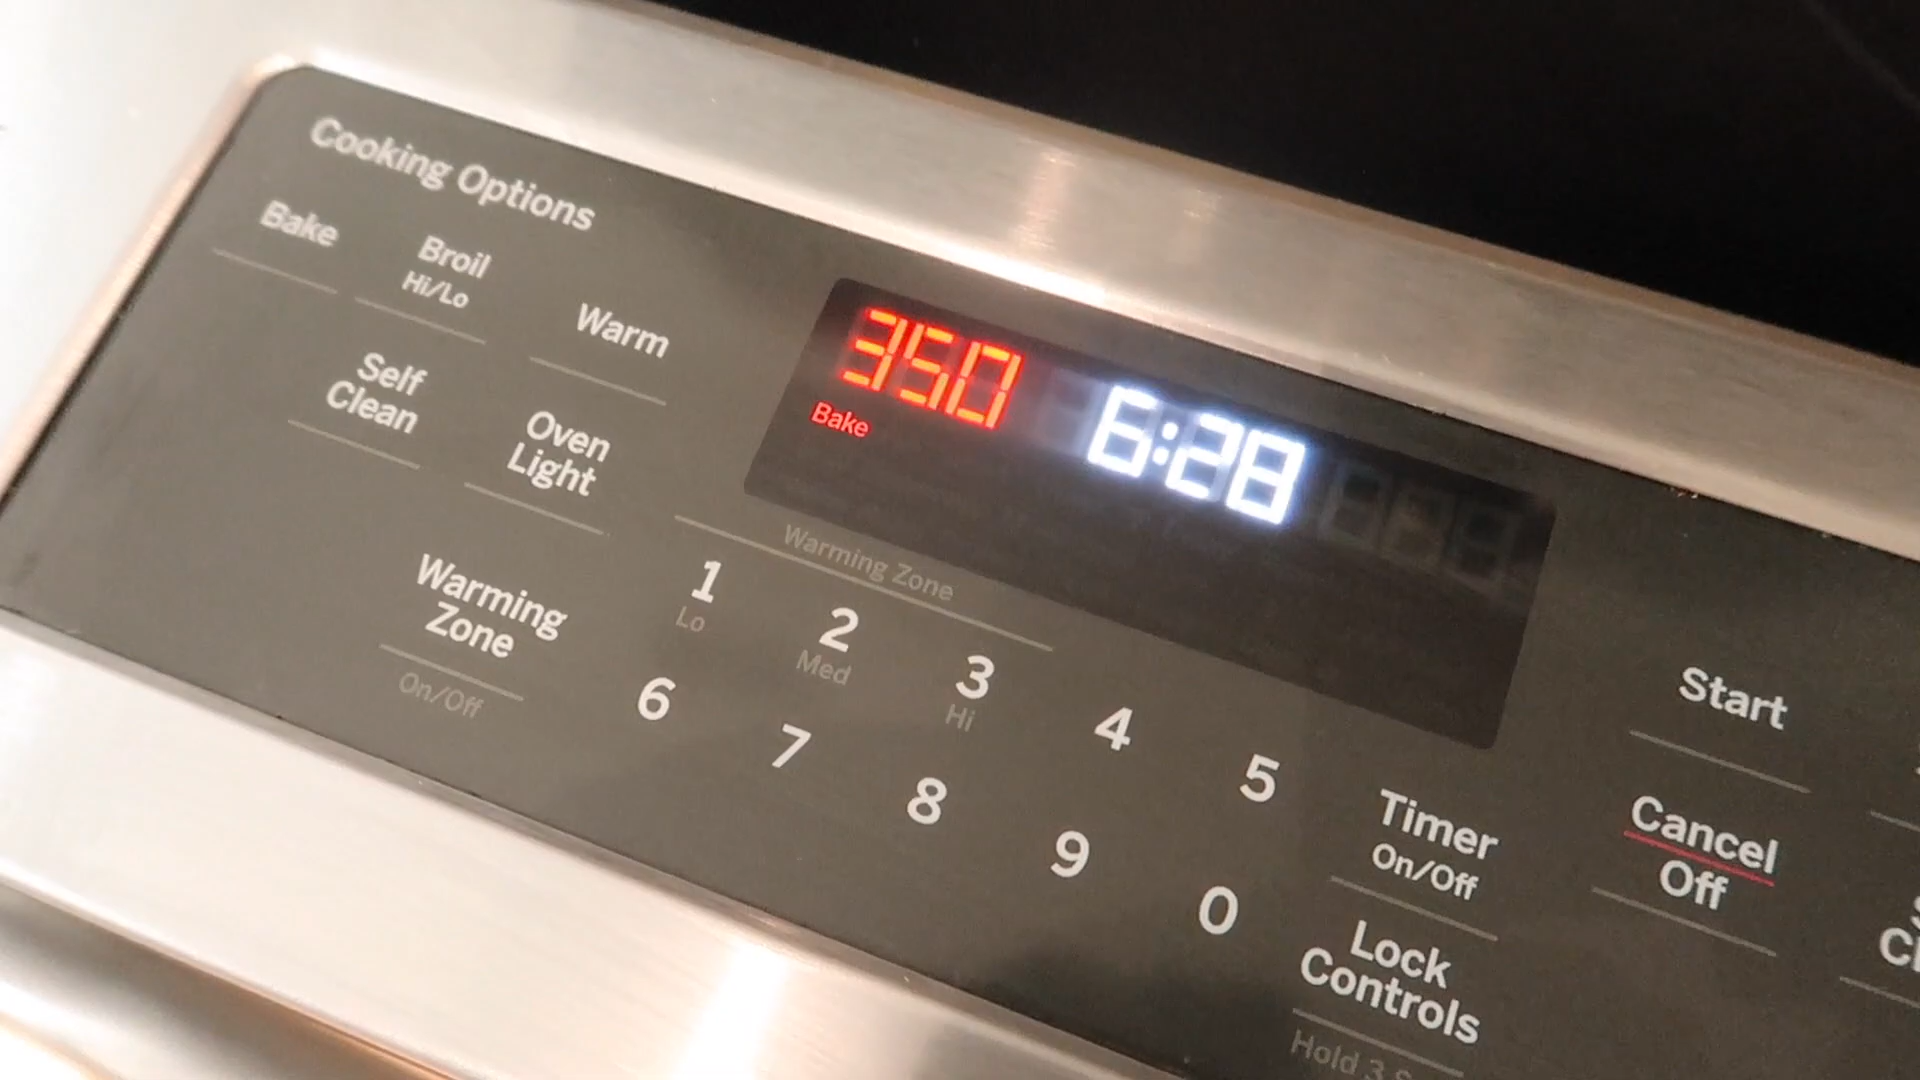 Cooking Options
Bake
Broil
Hi/Lo
Warm
Self
Clean
Oven
Light
Warming
Zone
On/Off
350
Bake
6:28
Warming Zone
1
Lo
2
Med
3
Hi
4
5
6
7
8
9
0
Timer
On/Off
Lock
Controls
Hold 3
Start
Cancel
Off